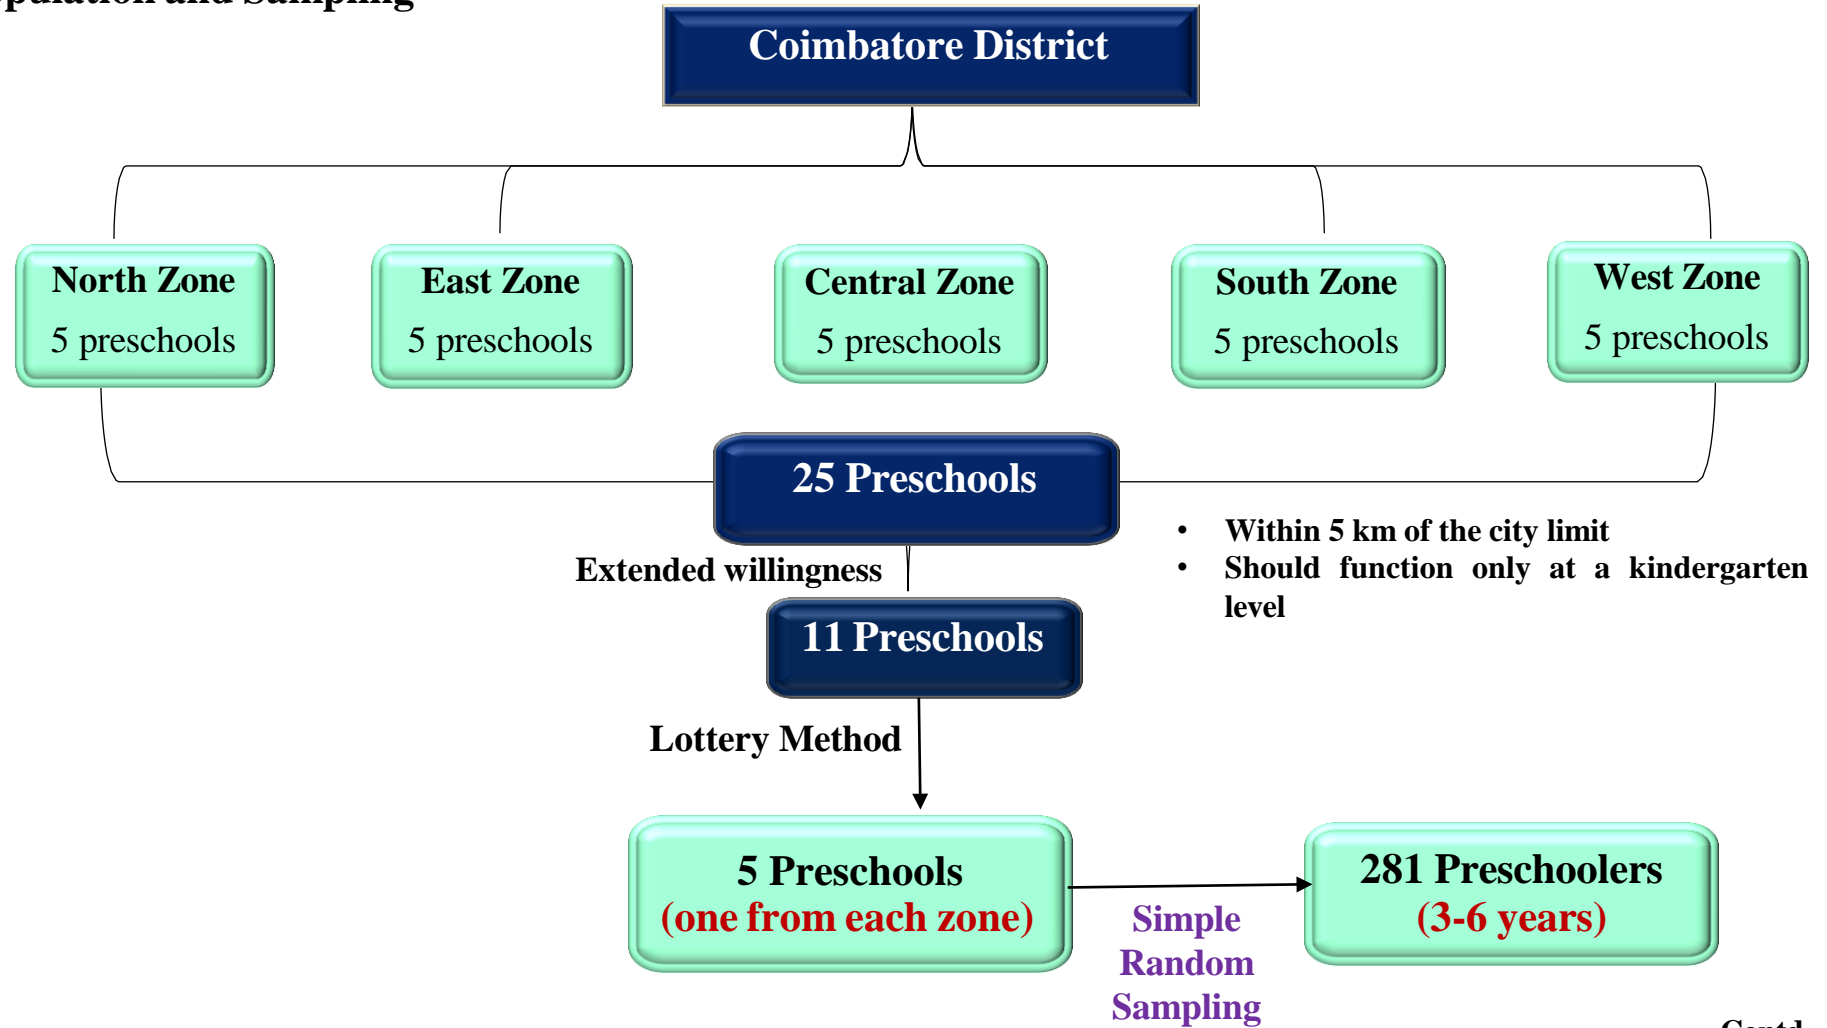 and Sampling
Coimbatore District
North Zone
5 preschools
East Zone
5 preschools
Central Zone
5 preschools
South Zone
5 preschools
West Zone
5 preschools
25 Preschools
• Within 5 km of the city limit
• Should function only at a kindergarten
level
Extended willingness
11 Preschools
Lottery Method
5 Preschools
(one from each zone)
Simple
Random
Sampling
281 Preschoolers
(3-6 years)